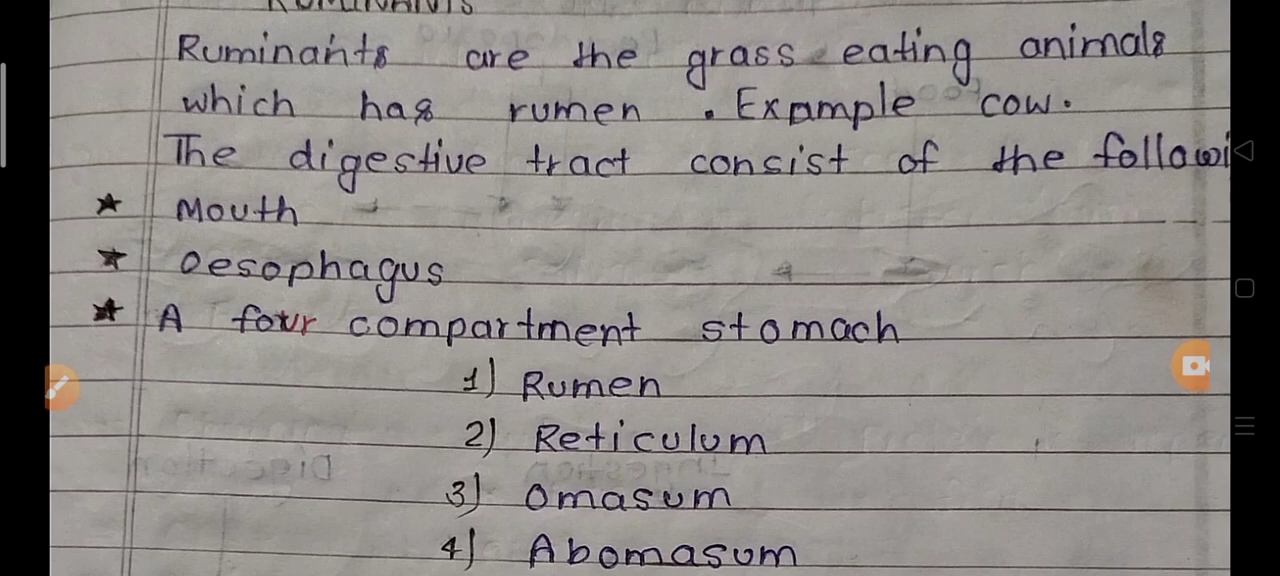 RUMINANTS
Ruminants are the grass eating animals
which has rumen . Example cow.
The digestive tract consist of the followi
★ Mouth
★ Oesophagus
★ A four compartment stomach
1) Rumen
2) Reticulum
3) Omasum
4) Abomasum